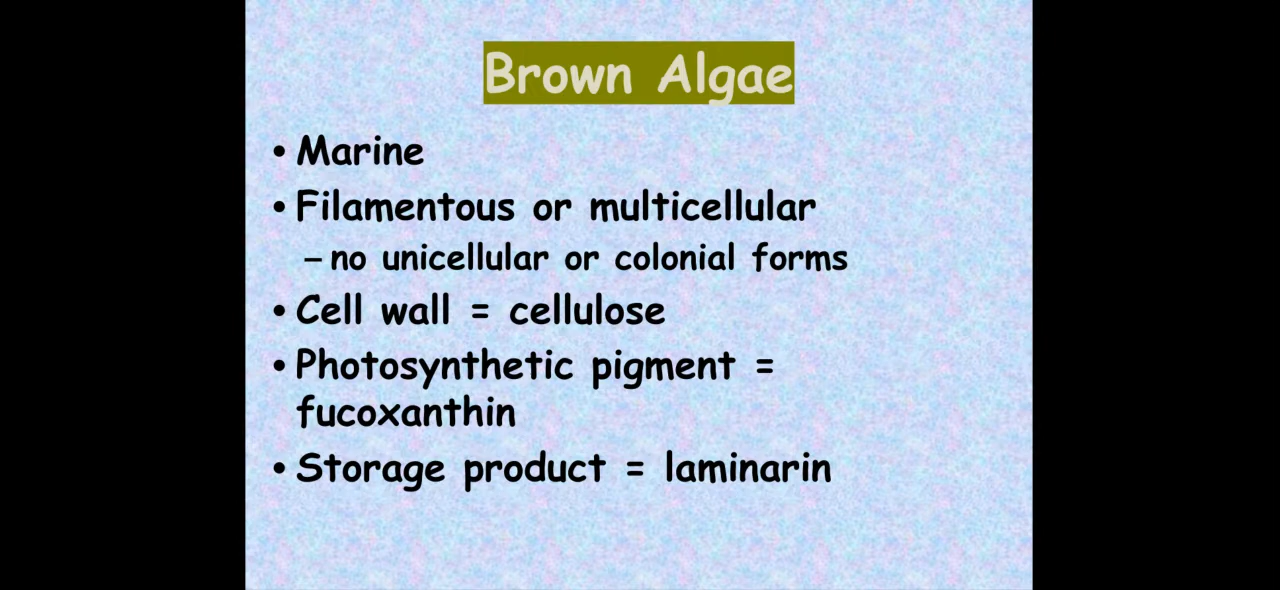 Brown Algae
• Marine
• Filamentous or multicellular
– no unicellular or colonial forms
• Cell wall = cellulose
• Photosynthetic pigment =
fucoxanthin
• Storage product = laminarin